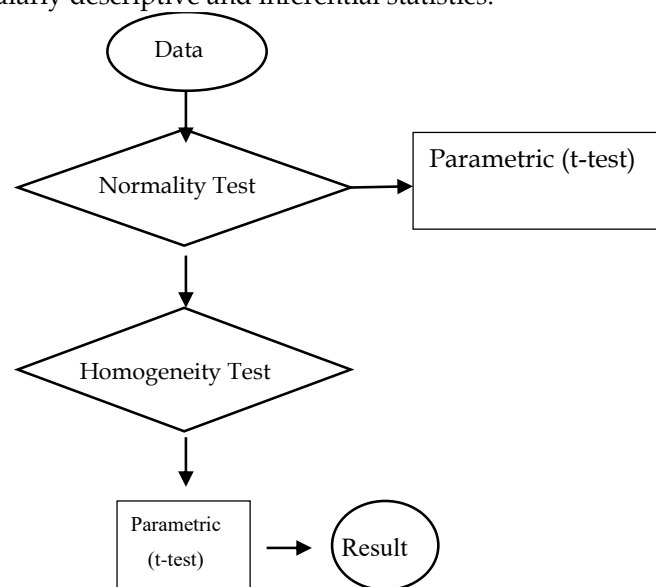 ularly descriptive and inferential statistics.
Data
Normality Test
Parametric (t-test)
Homogeneity Test
Parametric
(t-test)
Result